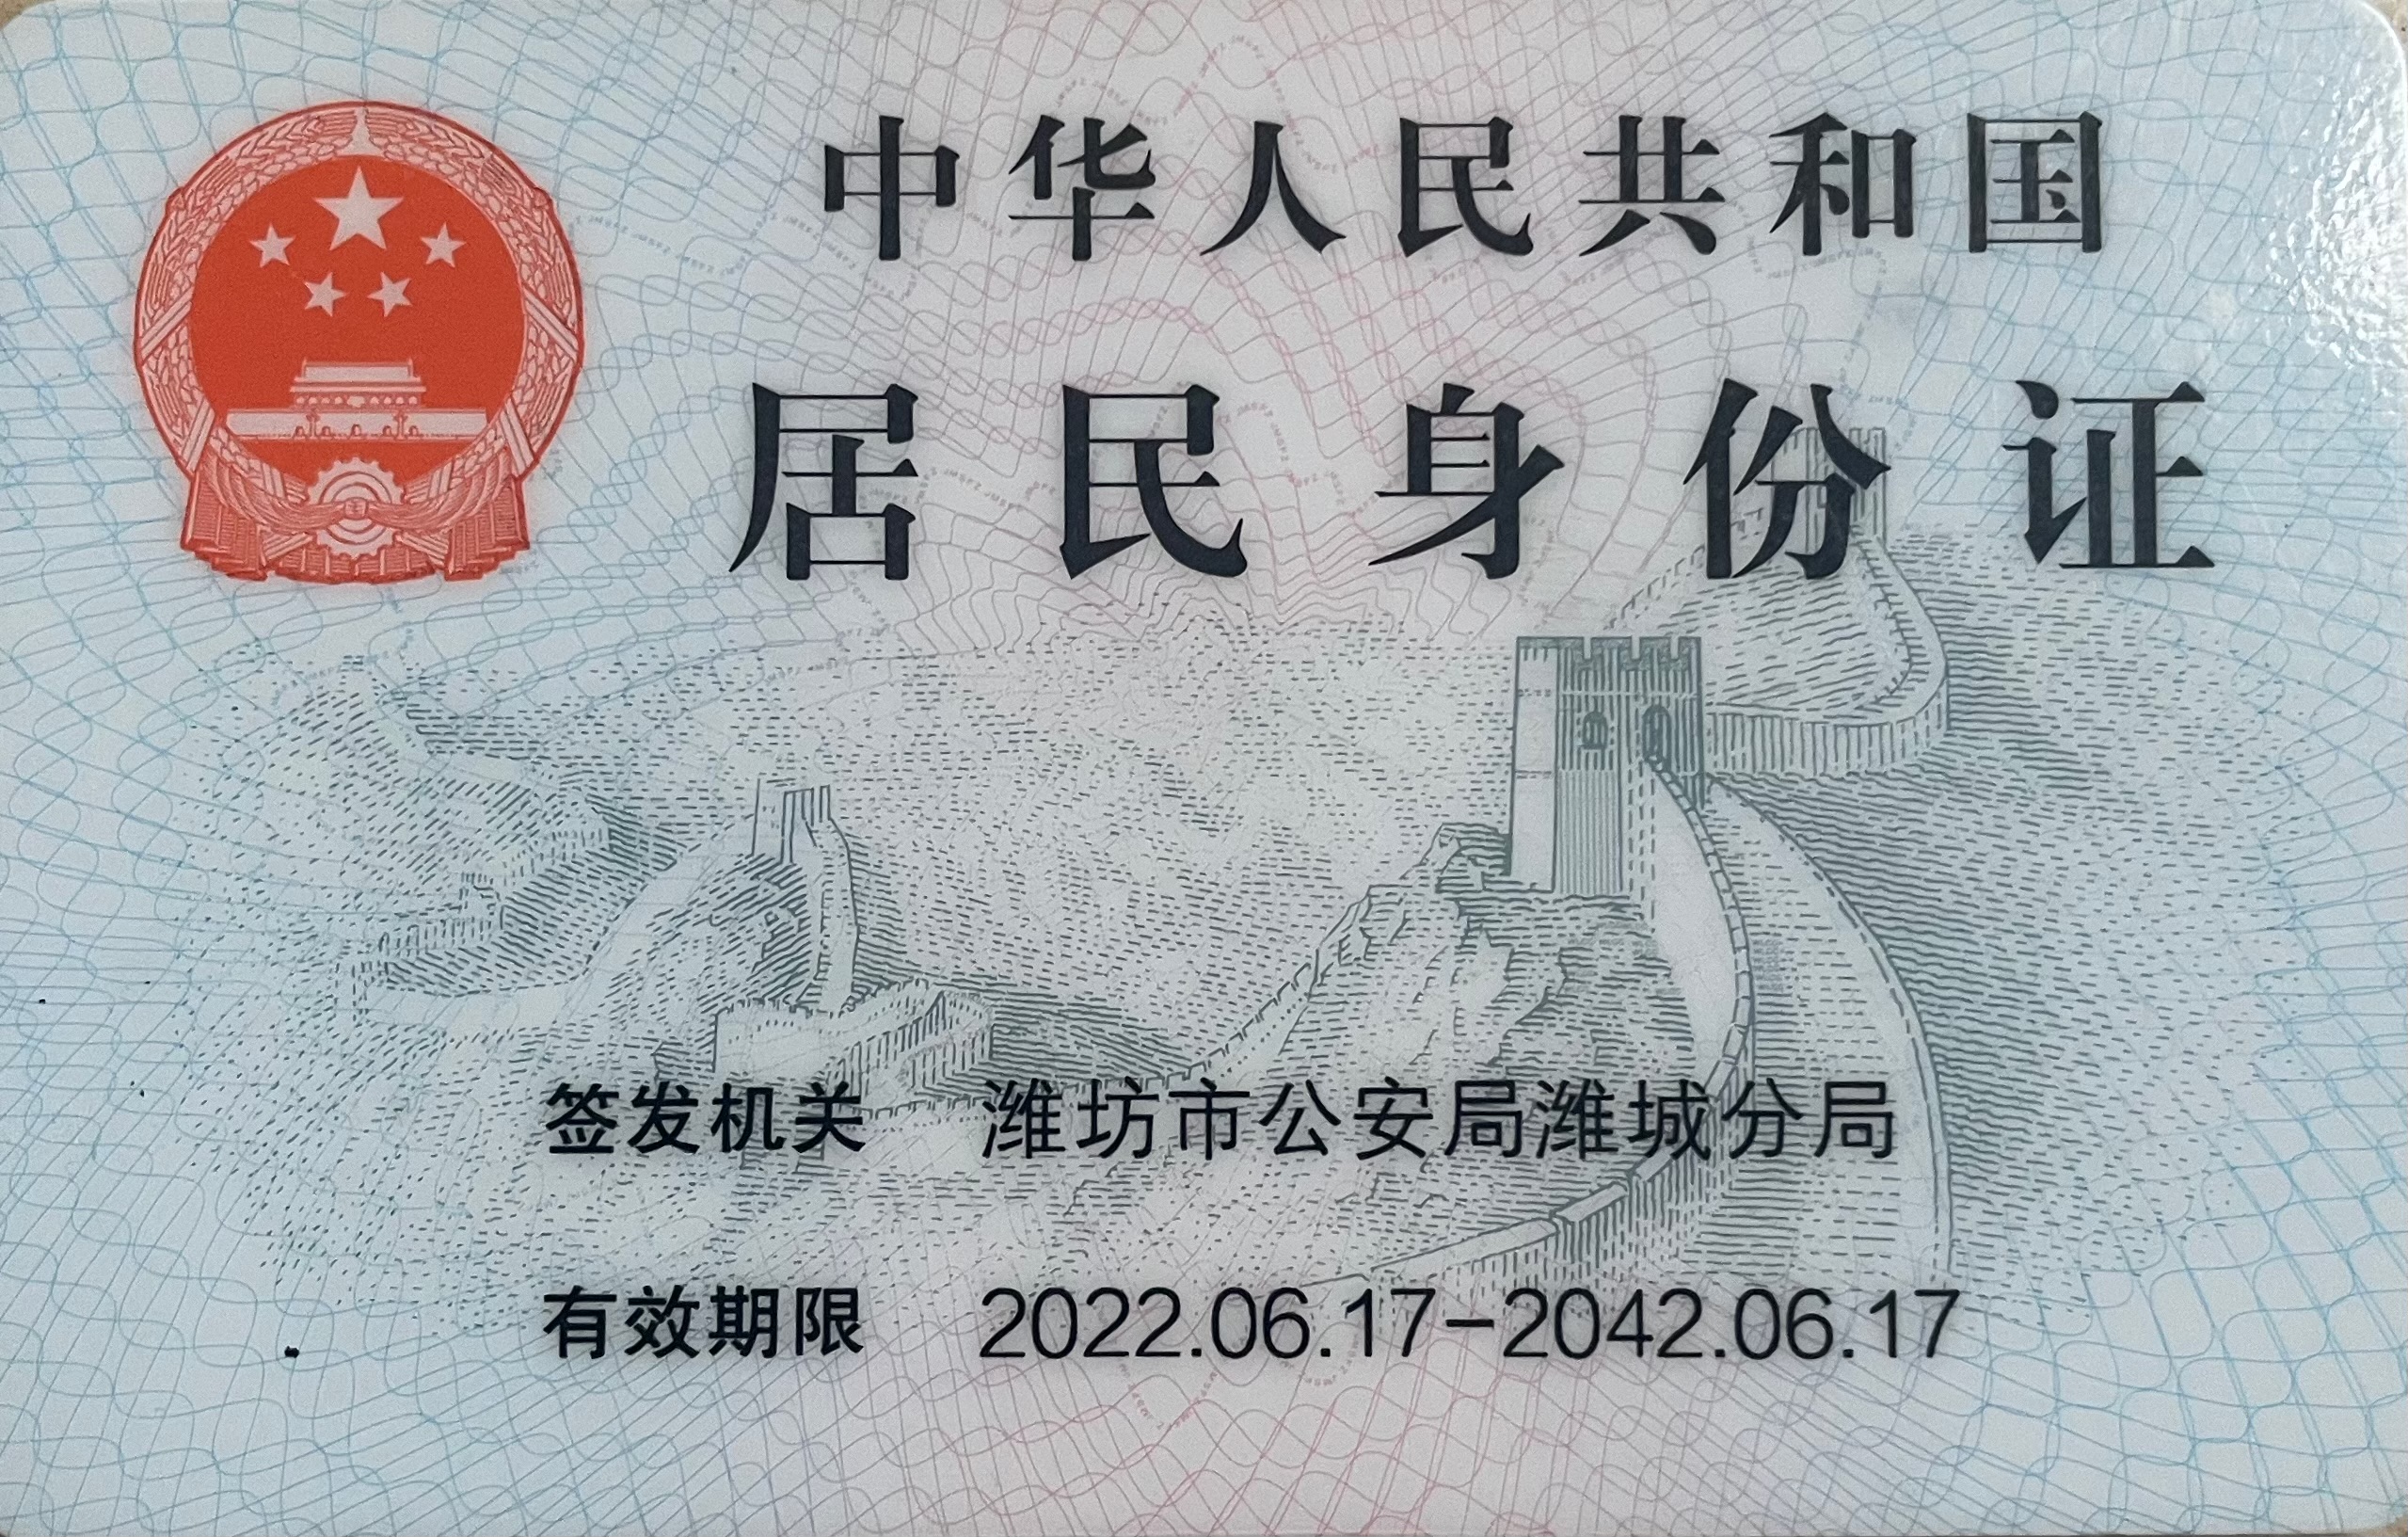 中华人民共和国
居民身份证
签发机关 潍坊市公安局潍城分局
有效期限 2022.06.17-2042.06.17